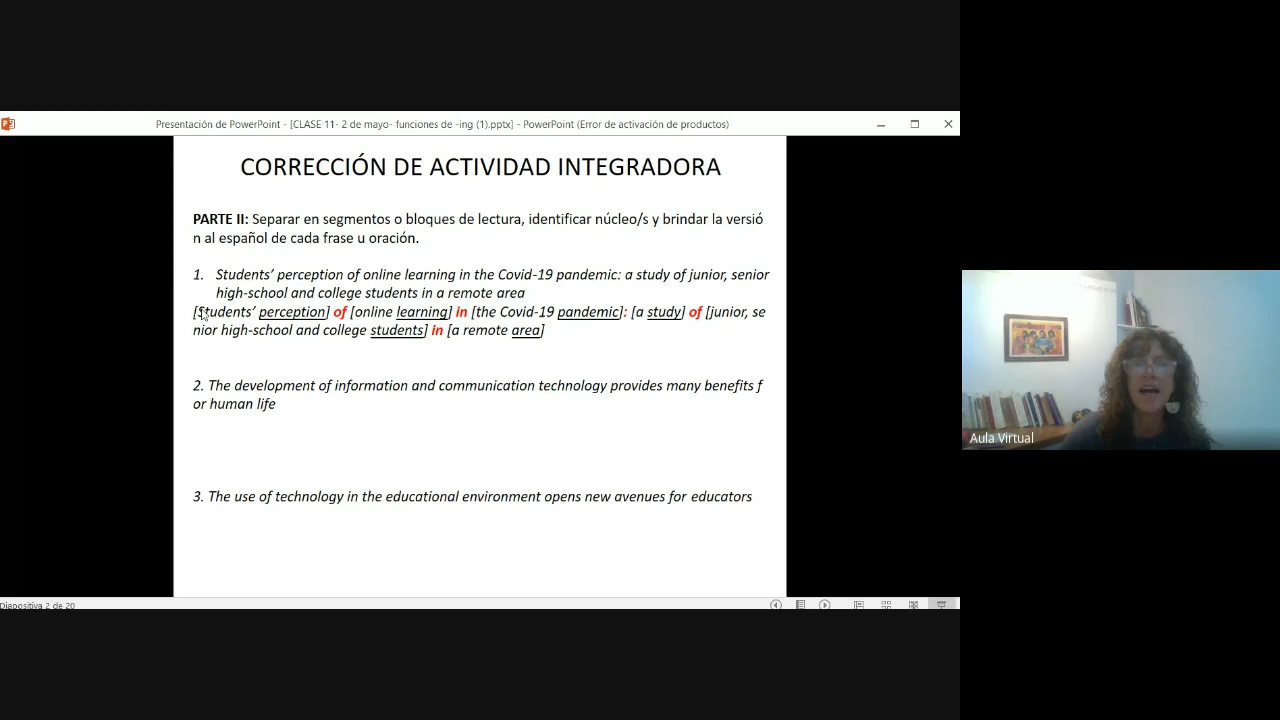 Presentación de PowerPoint - [CLASE 11- 2 de mayo- funciones de -ing (1).pptx] - PowerPoint (Error de activación de productos)
CORRECCIÓN DE ACTIVIDAD INTEGRADORA
PARTE II: Separar en segmentos o bloques de lectura, identificar núcleo/s y brindar la versió
n al español de cada frase u oración.
1. Students' perception of online learning in the Covid-19 pandemic: a study of junior, senior
high-school and college students in a remote area
[Students' perception] of [online learning] in [the Covid-19 pandemic]: [a study] of [junior, se
nior high-school and college students] in [a remote area]
2. The development of information and communication technology provides many benefits f
or human life
3. The use of technology in the educational environment opens new avenues for educators
Diapositiva 2 de 20
Aula Virtual